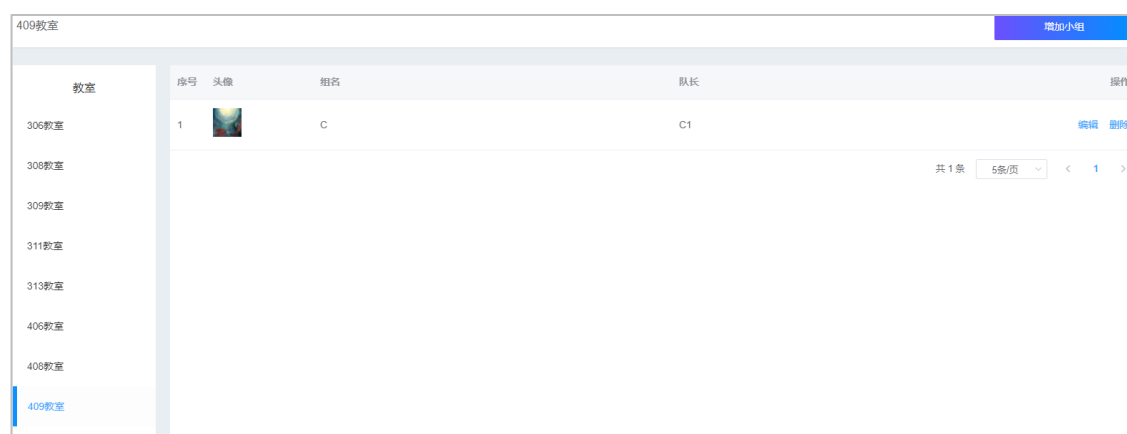 409教室
增加小组
教室
306教室
308教室
309教室
311教室
313教室
406教室
408教室
409教室
序号 头像 组名 队长 操作
1 C C1 编辑 删除
共1条 5条/页 < 1 >